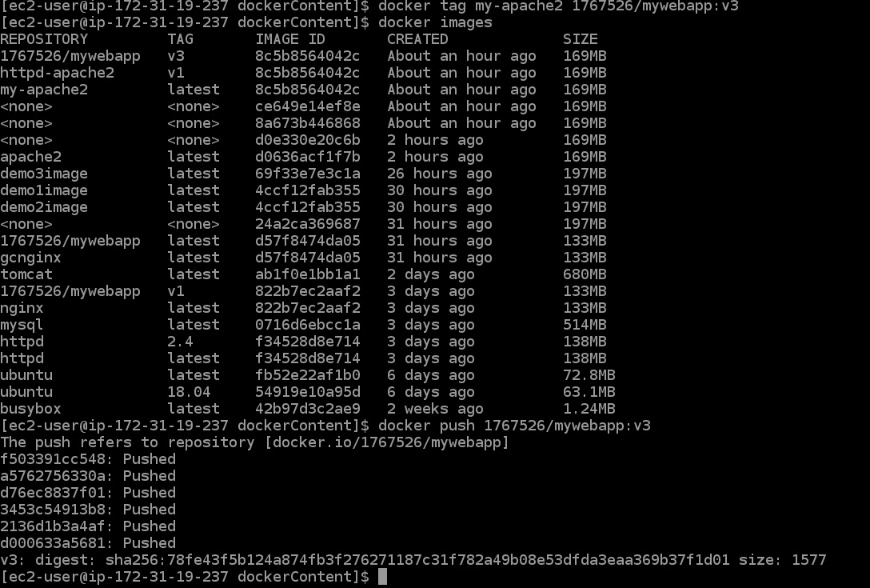 [ec2-user@ip-172-31-19-237 dockerContent]$ docker tag my-apache2 1767526/mywebapp:v3
[ec2-user@ip-172-31-19-237 dockerContent]$ docker images
REPOSITORY TAG IMAGE ID CREATED SIZE
1767526/mywebapp v3 8c5b8564042c About an hour ago 169MB
httpd-apache2 v1 8c5b8564042c About an hour ago 169MB
my-apache2 latest 8c5b8564042c About an hour ago 169MB
<none> <none> ce649e14ef8e About an hour ago 169MB
<none> <none> 8a673b446868 About an hour ago 169MB
<none> <none> d0e330e20c6b 2 hours ago 169MB
apache2 latest d0636acf1f7b 2 hours ago 169MB
demo3image latest 69f33e7e3c1a 26 hours ago 197MB
demo1image latest 4ccf12fab355 30 hours ago 197MB
demo2image latest 4ccf12fab355 30 hours ago 197MB
<none> <none> 24a2ca369687 31 hours ago 197MB
1767526/mywebapp latest d57f8474da05 31 hours ago 133MB
gcnginx latest d57f8474da05 31 hours ago 133MB
tomcat latest ab1f0e1bb1a1 2 days ago 680MB
1767526/mywebapp v1 822b7ec2aaf2 3 days ago 133MB
nginx latest 822b7ec2aaf2 3 days ago 133MB
mysql latest 0716d6ebcc1a 3 days ago 514MB
httpd 2.4 f34528d8e714 3 days ago 138MB
httpd latest f34528d8e714 3 days ago 138MB
ubuntu latest fb52e22af1b0 6 days ago 72.8MB
ubuntu 18.04 54919e10a95d 6 days ago 63.1MB
busybox latest 42b97d3c2ae9 2 weeks ago 1.24MB
[ec2-user@ip-172-31-19-237 dockerContent]$ docker push 1767526/mywebapp:v3
The push refers to repository [docker.io/1767526/mywebapp]
f503391cc548: Pushed
a5762756330a: Pushed
d76ec8837f01: Pushed
3453c54913b8: Pushed
2136d1b3a4af: Pushed
d000633a5681: Pushed
v3: digest: sha256:78fe43f5b124a874fb3f276271187c31f782a49b08e53dfda3eaa369b37f1d01 size: 1577
[ec2-user@ip-172-31-19-237 dockerContent]$